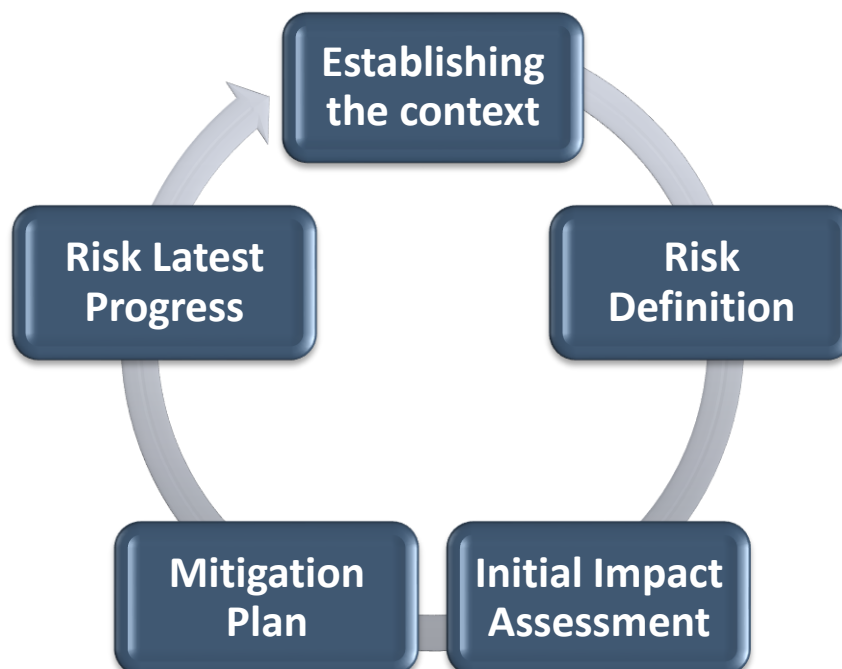 Establishing
the context
Risk
Definition
Initial Impact
Assessment
Mitigation
Plan
Risk Latest
Progress